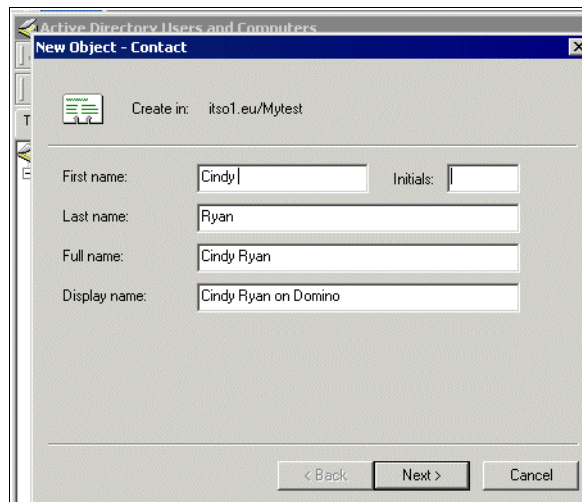 Active Directory Users and Computers
New Object - Contact
Create in: itso1.eu/Mytest
First name: Cindy Initials:
Last name: Ryan
Full name: Cindy Ryan
Display name: Cindy Ryan on Domino
< Back Next > Cancel